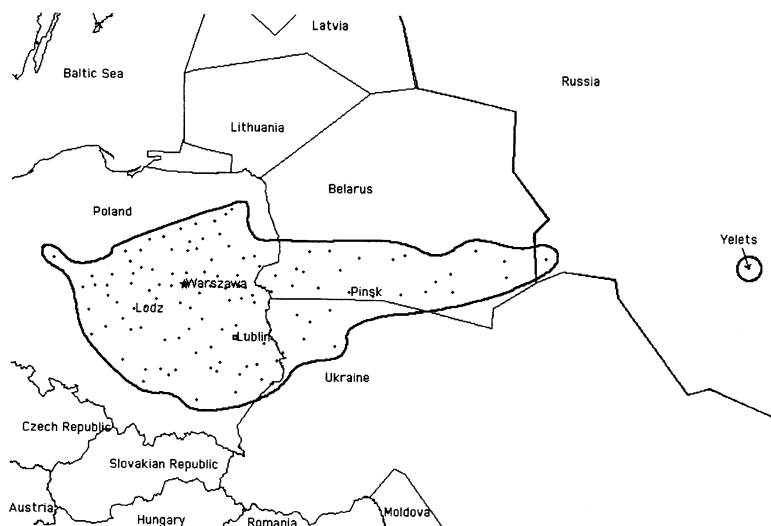 Latvia
Baltic Sea
Russia
Lithuania
Belarus
Poland
Yelets
Warszawa
Pinsk
Lodz
Lublin
Ukraine
Czech Republic
Slovakian Republic
Austria
Hungary
Romania
Moldova